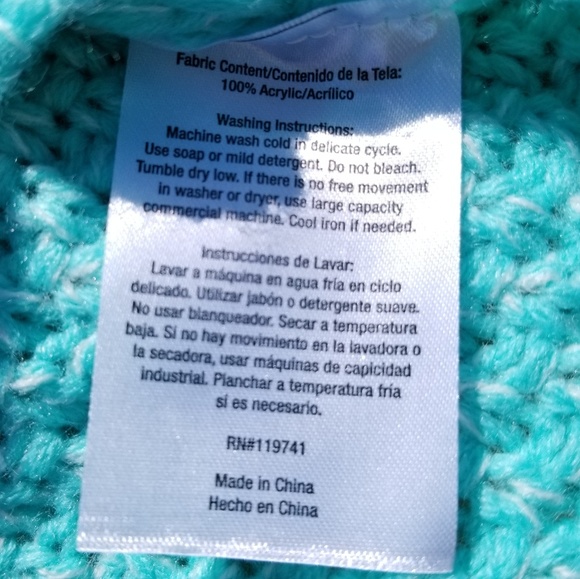 Fabric Content/Contenido de la Tela:
100% Acrylic/Acrílico
Washing Instructions:
Machine wash cold in delicate cycle.
Use soap or mild detergent. Do not bleach.
Tumble dry low. If there is no free movement
in washer or dryer, use large capacity
commercial machine. Cool iron if needed.
Instrucciones de Lavar:
Lavar a máquina en agua fría en ciclo
delicado. Utilizar jabón o detergente suave.
No usar blanqueador. Secar a temperatura
baja. Si no hay movimiento en la lavadora o
la secadora, usar máquinas de capicidad
industrial. Planchar a temperatura fria
si es necesario.
RN#119741
Made in China
Hecho en China